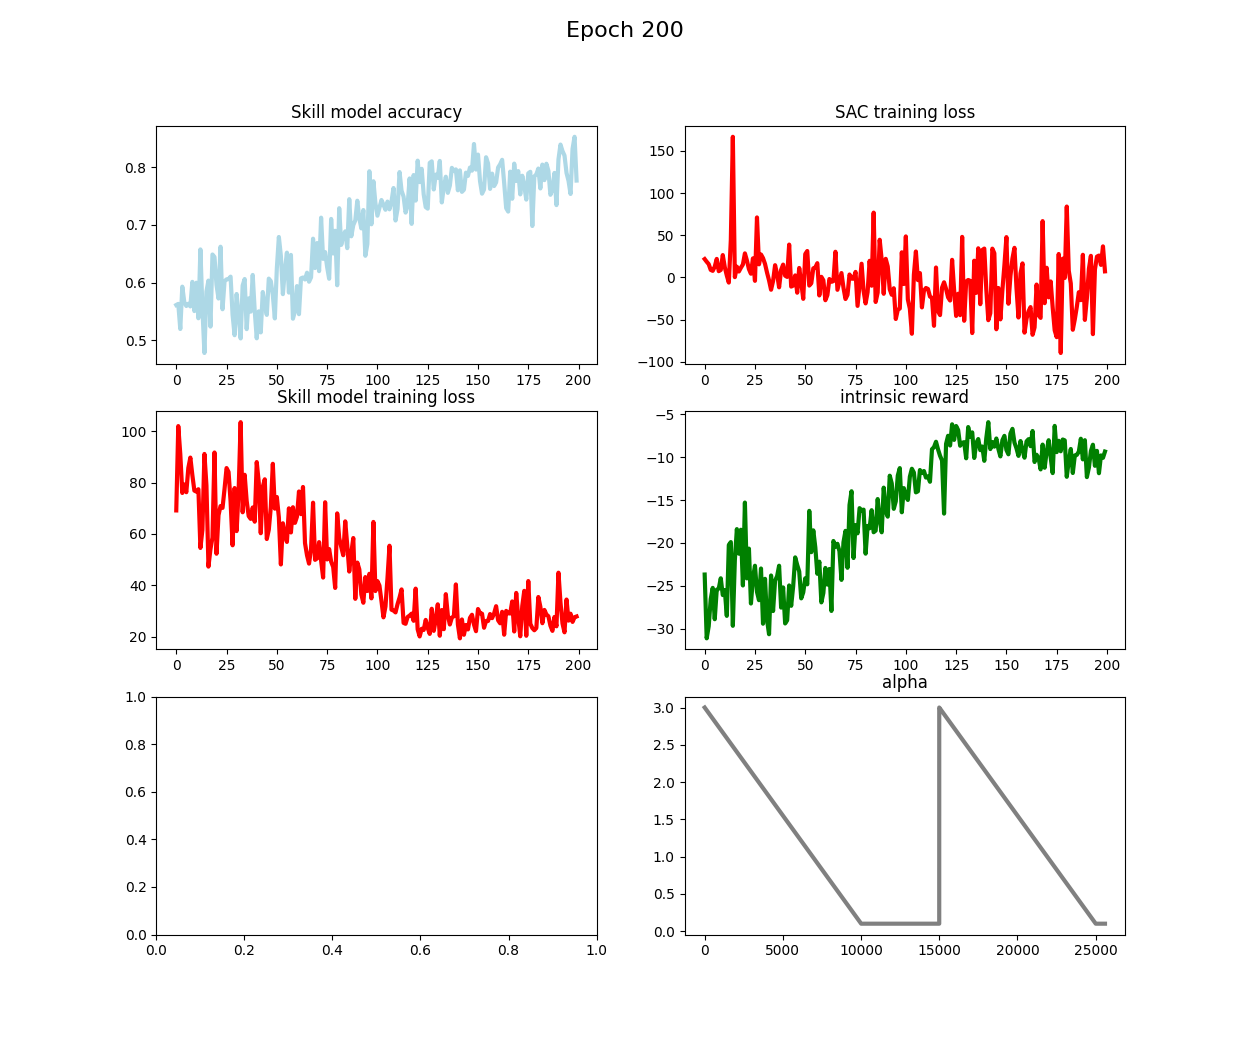 Epoch 200
Skill model accuracy
0.8
0.7
0.6
0.5
0 25 50 75 100 125 150 175 200
SAC training loss
150
100
50
0
−50
−100
0 25 50 75 100 125 150 175 200
Skill model training loss
100
80
60
40
20
0 25 50 75 100 125 150 175 200
intrinsic reward
−5
−10
−15
−20
−25
−30
0 25 50 75 100 125 150 175 200
1.0
0.8
0.6
0.4
0.2
0.0
0.0 0.2 0.4 0.6 0.8 1.0
alpha
3.0
2.5
2.0
1.5
1.0
0.5
0.0
0 5000 10000 15000 20000 25000